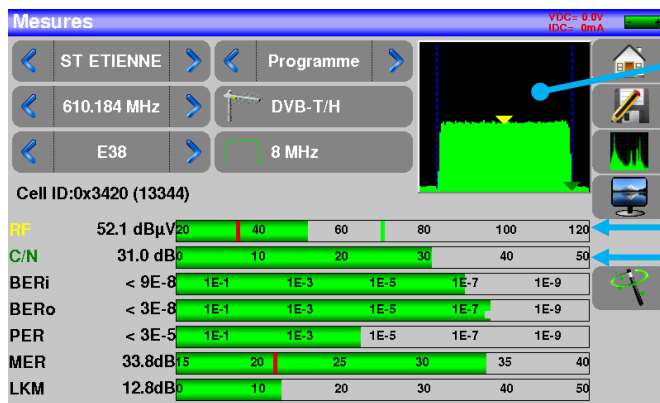 Mesures
VDC= 0.0V
IDC= 0mA
ST ETIENNE
Programme
610.184 MHz
DVB-T/H
E38
8 MHz
Cell ID:0x3420 (13344)
RF 52.1 dBµV 20 40 60 80 100 120
C/N 31.0 dB 0 10 20 30 40 50
BERi < 9E-8 1E-1 1E-3 1E-5 1E-7 1E-9
BERo < 3E-8 1E-1 1E-3 1E-5 1E-7 1E-9
PER < 3E-5 1E-1 1E-3 1E-5 1E-7 1E-9
MER 33.8dB 15 20 25 30 35 40
LKM 12.8dB 0 10 20 30 40 50